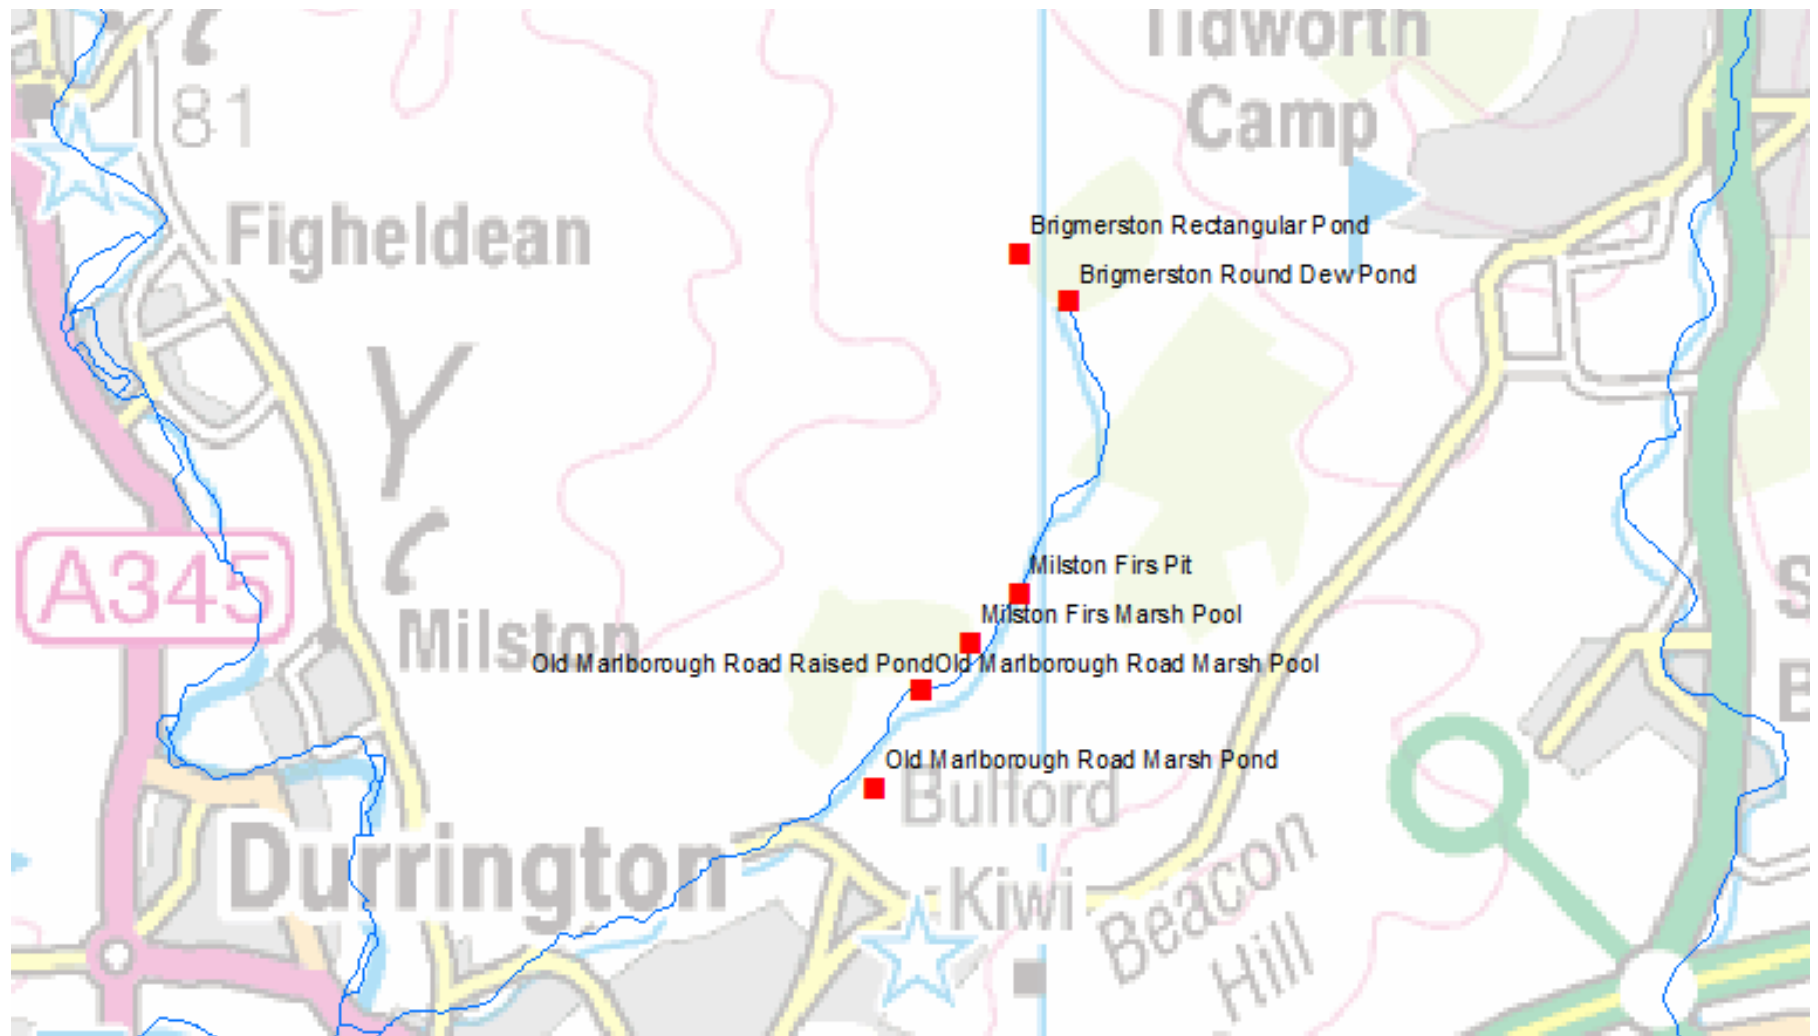 Tidworth
Camp
81
Figheldean
Brigmerston Rectangular Pond
Brigmerston Round Dew Pond
A345
Milston Firs Pit
Milston Firs Marsh Pool
Milston
Old Marlborough Road Raised Pond
Old Marlborough Road Marsh Pool
Old Marlborough Road Marsh Pond
Bulford
Durrington
Kiwi
Beacon
Hill
S
B